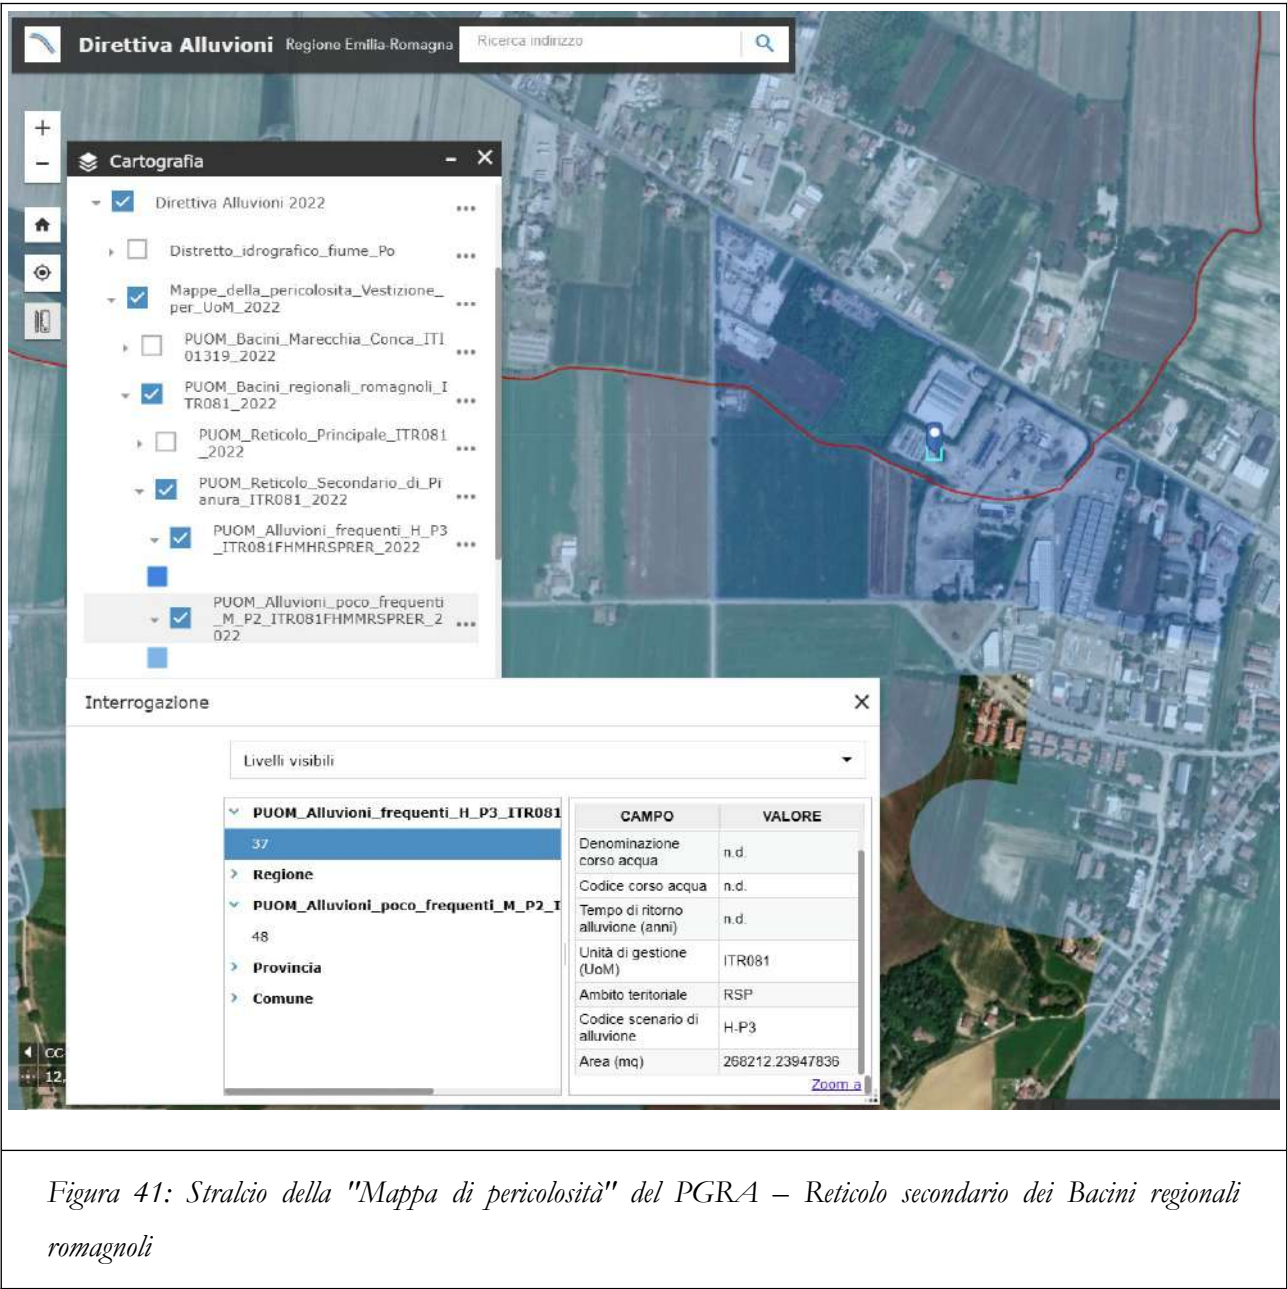 Direttiva Alluvioni Regione Emilia-Romagna
Ricerca indirizzo
+
−
Cartografia
Direttiva Alluvioni 2022
Distretto_idrografico_fiume_Po
Mappe_della_pericolosita_Vestizione_
per_UoM_2022
PUOM_Bacini_Marecchia_Conca_ITI
01319_2022
PUOM_Bacini_regionali_romagnoli_I
TR081_2022
PUOM_Reticolo_Principale_ITR081
_2022
PUOM_Reticolo_Secondario_di_Pi
anura_ITR081_2022
PUOM_Alluvioni_frequenti_H_P3
_ITR081FHMHRSPRER_2022
PUOM_Alluvioni_poco_frequenti
_M_P2_ITR081FHMMRSPRER_2
022
Interrogazione
Livelli visibili
PUOM_Alluvioni_frequenti_H_P3_ITR081
37
Regione
PUOM_Alluvioni_poco_frequenti_M_P2_I
48
Provincia
Comune
CAMPO VALORE
Denominazione
corso acqua n.d.
Codice corso acqua n.d.
Tempo di ritorno
alluvione (anni) n.d.
Unità di gestione
(UoM) ITR081
Ambito teritoriale RSP
Codice scenario di
alluvione H-P3
Area (mq) 268212.23947836
Zoom a
CC
12,
Figura 41: Stralcio della "Mappa di pericolosità" del PGRA – Reticolo secondario dei Bacini regionali
romagnoli